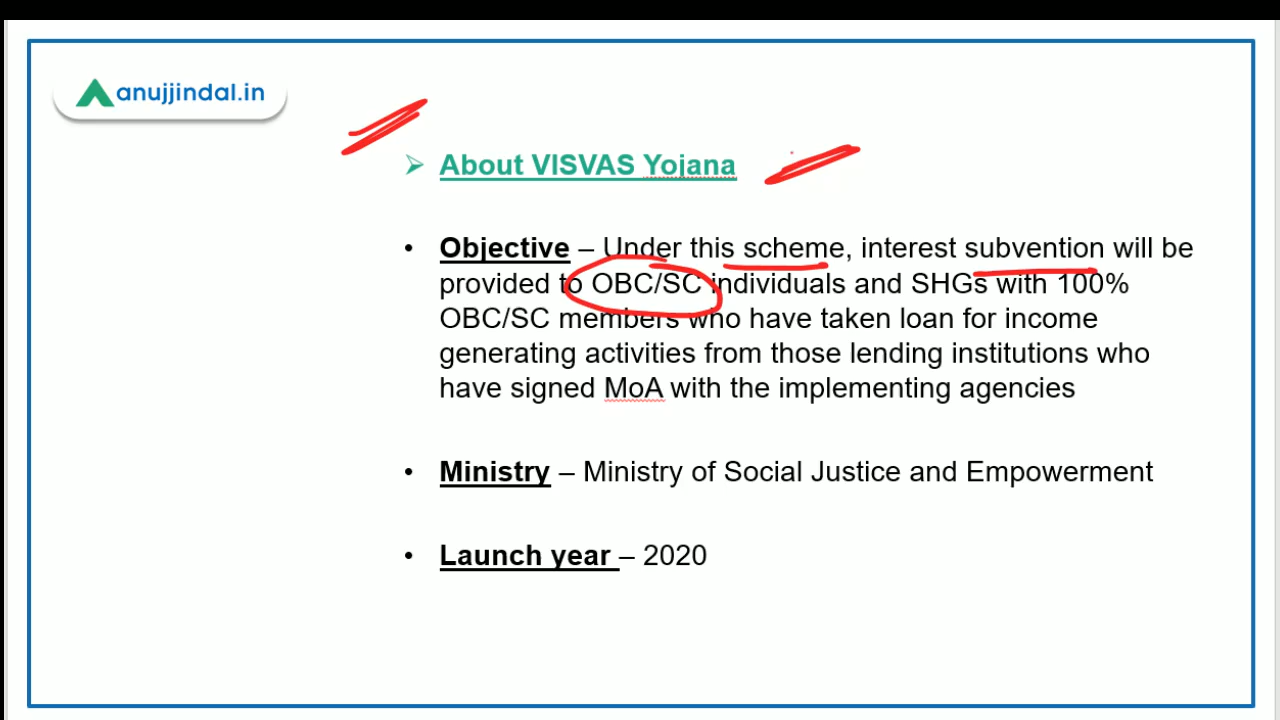 anujjindal.in
➢ About VISVAS Yojana
• Objective – Under this scheme, interest subvention will be
provided to OBC/SC individuals and SHGs with 100%
OBC/SC members who have taken loan for income
generating activities from those lending institutions who
have signed MoA with the implementing agencies
• Ministry – Ministry of Social Justice and Empowerment
• Launch year – 2020